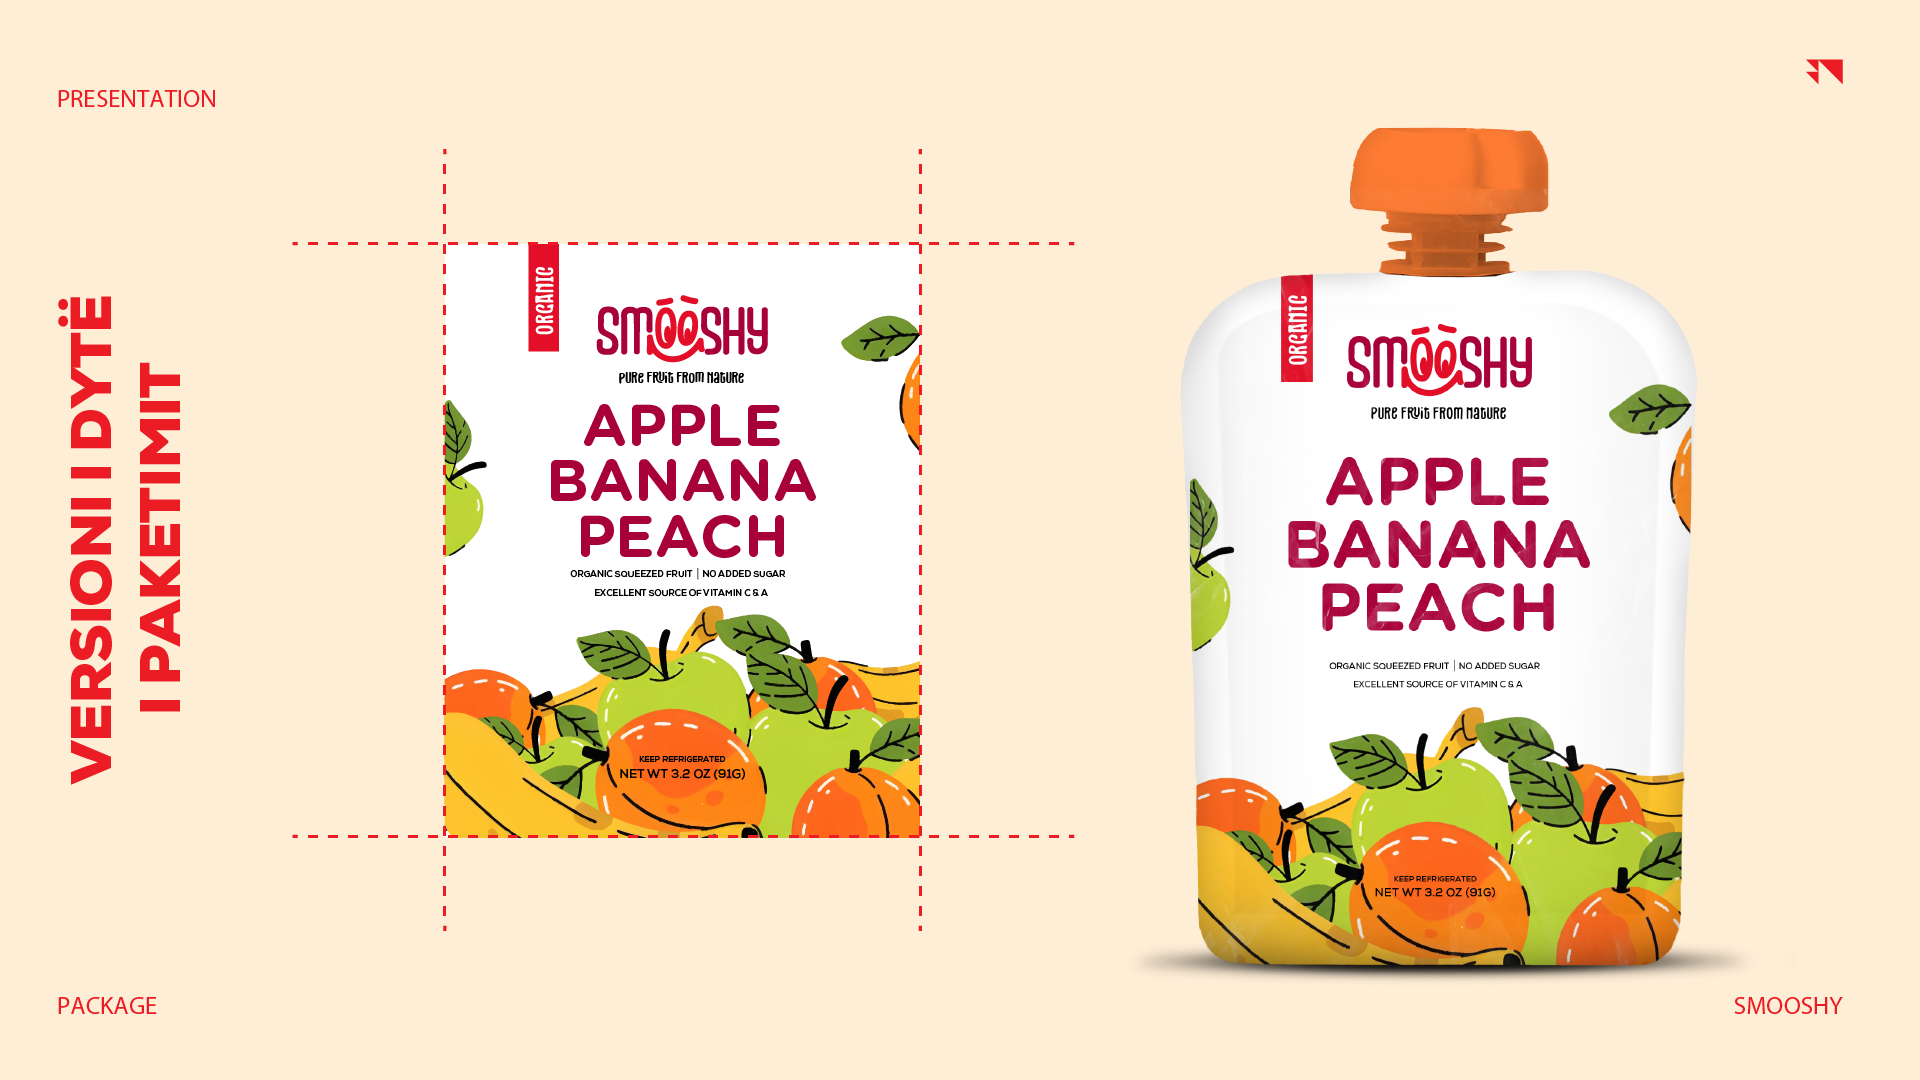 PRESENTATION
VERSIONI I DYTË
I PAKETIMIT
ORGANIC
SMOOSHY
PURE FRUIT FROM NATURE
APPLE
BANANA
PEACH
ORGANIC SQUEEZED FRUIT | NO ADDED SUGAR
EXCELLENT SOURCE OF VITAMIN C & A
KEEP REFRIGERATED
NET WT 3.2 OZ (91G)
ORGANIC
SMOOSHY
PURE FRUIT FROM NATURE
APPLE
BANANA
PEACH
ORGANIC SQUEEZED FRUIT | NO ADDED SUGAR
EXCELLENT SOURCE OF VITAMIN C & A
KEEP REFRIGERATED
NET WT 3.2 OZ (91G)
PACKAGE
SMOOSHY